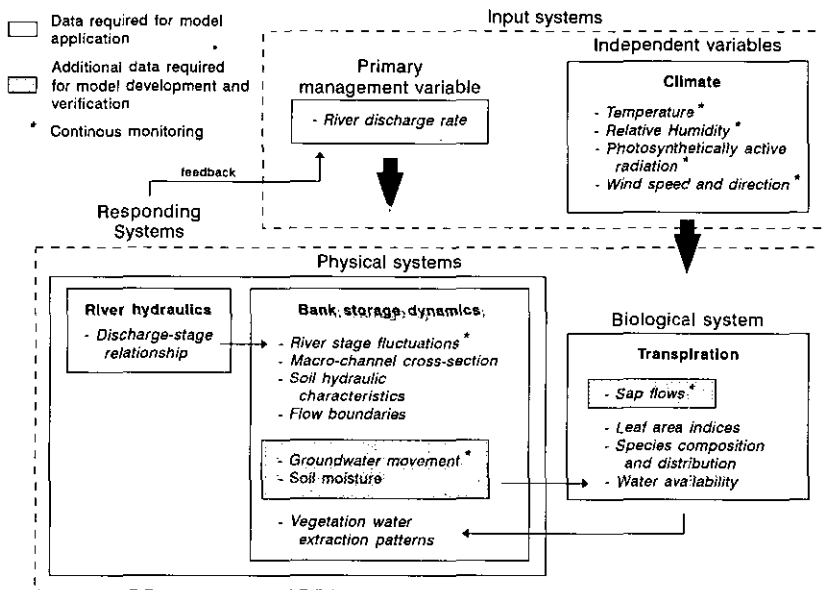 Data required for model
application
Additional data required
for model development and
verification
* Continous monitoring
Input systems
Primary
management variable
- River discharge rate
Independent variables
Climate
- Temperature *
- Relative Humidity *
- Photosynthetically active
radiation *
- Wind speed and direction *
feedback
Responding
Systems
Physical systems
River hydraulics
- Discharge-stage
relationship
Bank storage dynamics
- River stage fluctuations *
- Macro-channel cross-section
- Soil hydraulic
characteristics
- Flow boundaries
- Groundwater movement *
- Soil moisture
- Vegetation water
extraction patterns
Biological system
Transpiration
- Sap flows *
- Leaf area indices
- Species composition
and distribution
- Water availability